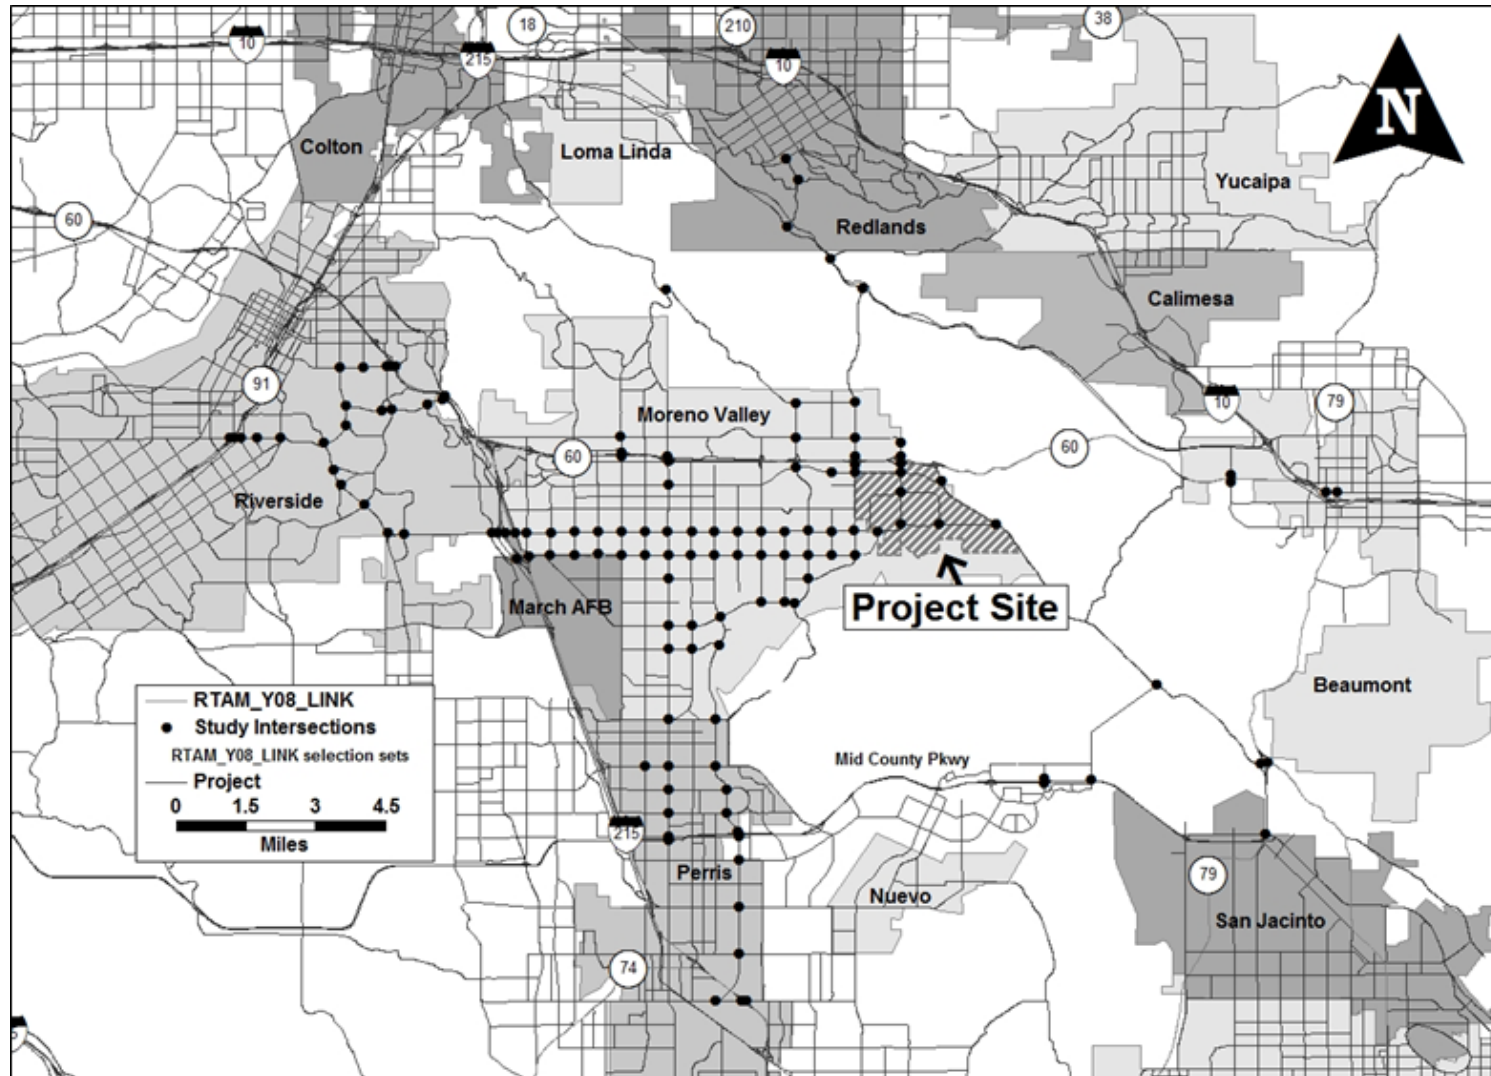 18
210
38
10
215
10
N
Colton
Loma Linda
Yucaipa
60
Redlands
Calimesa
91
10
79
Moreno Valley
60
60
Riverside
March AFB
Project Site
Beaumont
RTAM_Y08_LINK
Study Intersections
RTAM_Y08_LINK selection sets
Project
0 1.5 3 4.5
Miles
Mid County Pkwy
215
Perris
79
Nuevo
San Jacinto
74